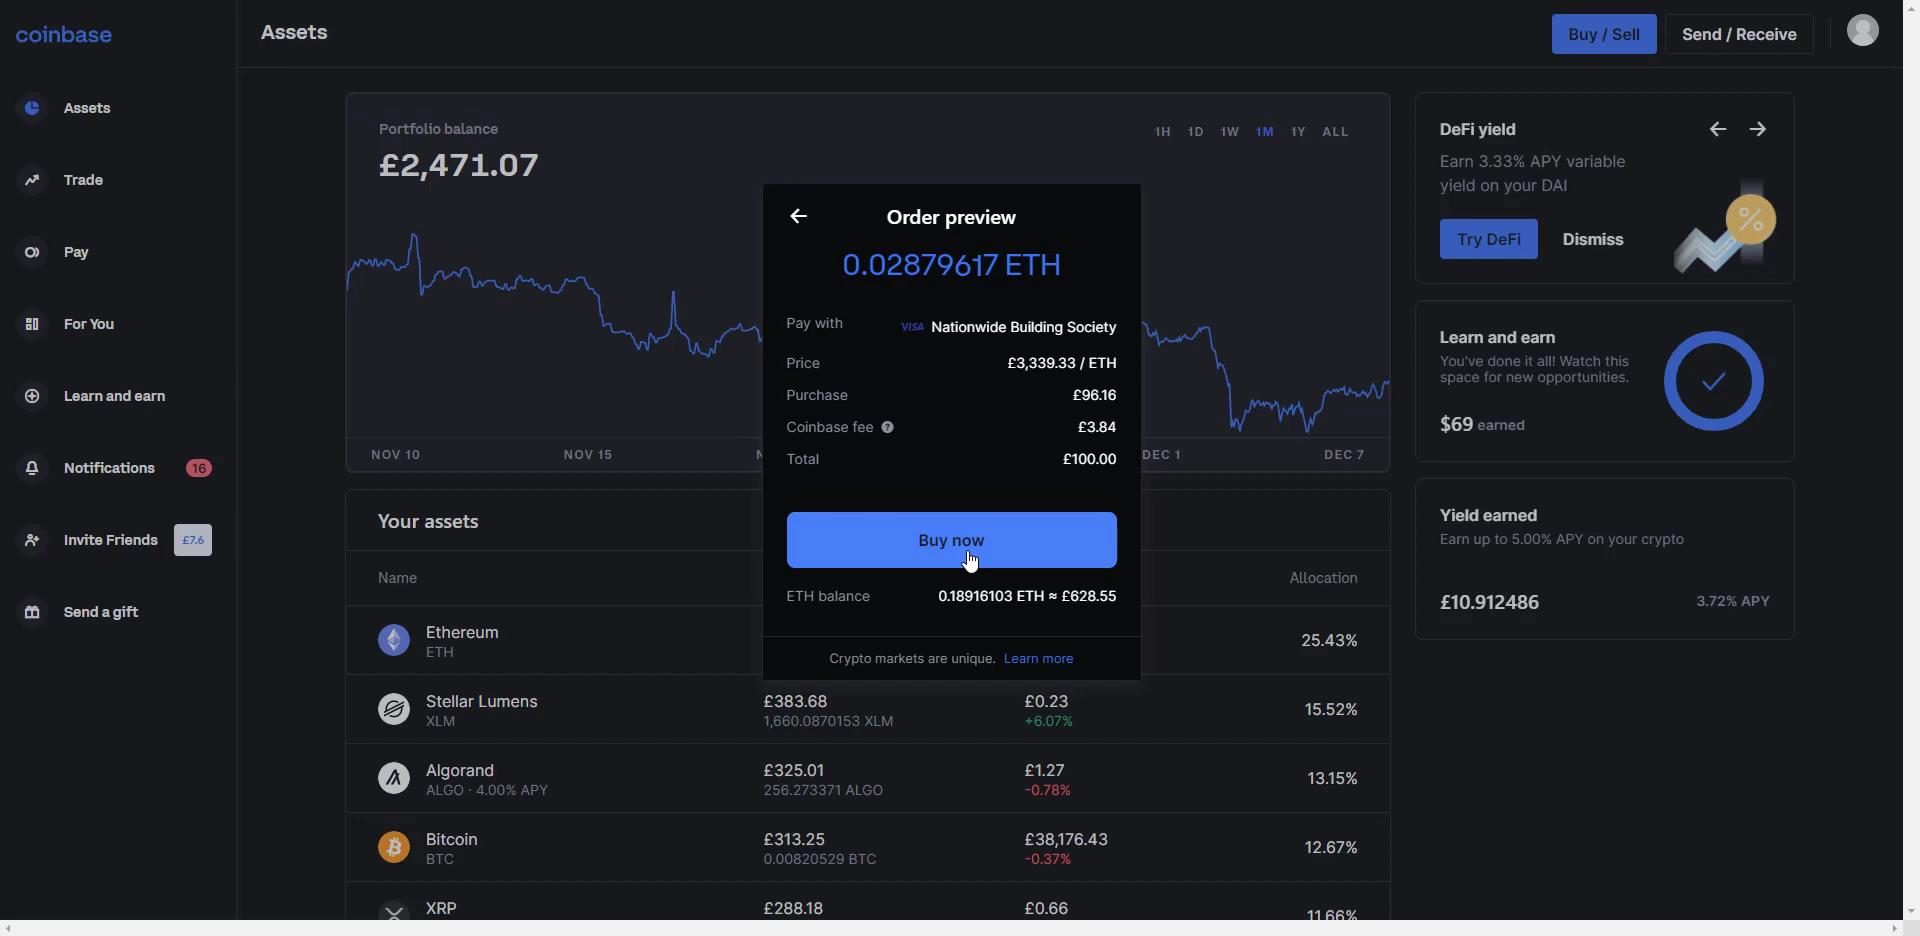 coinbase
Assets
Buy / Sell
Send / Receive
Assets
Trade
Pay
For You
Learn and earn
Notifications
16
Invite Friends
£7.6
Send a gift
Portfolio balance
£2,471.07
1H 1D 1W 1M 1Y ALL
NOV 10 NOV 15 N DEC 1 DEC 7
Order preview
0.02879617 ETH
Pay with VISA Nationwide Building Society
Price £3,339.33 / ETH
Purchase £96.16
Coinbase fee ? £3.84
Total £100.00
Buy now
ETH balance 0.18916103 ETH ≈ £628.55
Crypto markets are unique. Learn more
Your assets
Name Allocation
Ethereum
ETH
25.43%
Stellar Lumens £383.68 £0.23
XLM 1,660.0870153 XLM +6.07%
15.52%
Algorand £325.01 £1.27
ALGO · 4.00% APY 256.273371 ALGO -0.78%
13.15%
Bitcoin £313.25 £38,176.43
BTC 0.00820529 BTC -0.37%
12.67%
XRP £288.18 £0.66
11.66%
DeFi yield
Earn 3.33% APY variable
yield on your DAI
Try DeFi Dismiss
%
Learn and earn
You've done it all! Watch this
space for new opportunities.
$69 earned
Yield earned
Earn up to 5.00% APY on your crypto
£10.912486 3.72% APY